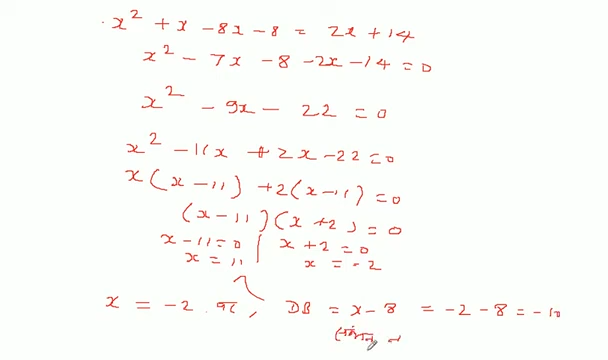 x² + x - 8x - 8 = 2x + 14
x² - 7x - 8 - 2x - 14 = 0
x² - 9x - 22 = 0
x² - 11x + 2x - 22 = 0
x(x - 11) + 2(x - 11) = 0
(x - 11)(x + 2) = 0
x - 11 = 0 | x + 2 = 0
x = 11 x = -2
x = -2 , DB = x - 8 = -2 - 8 = -10